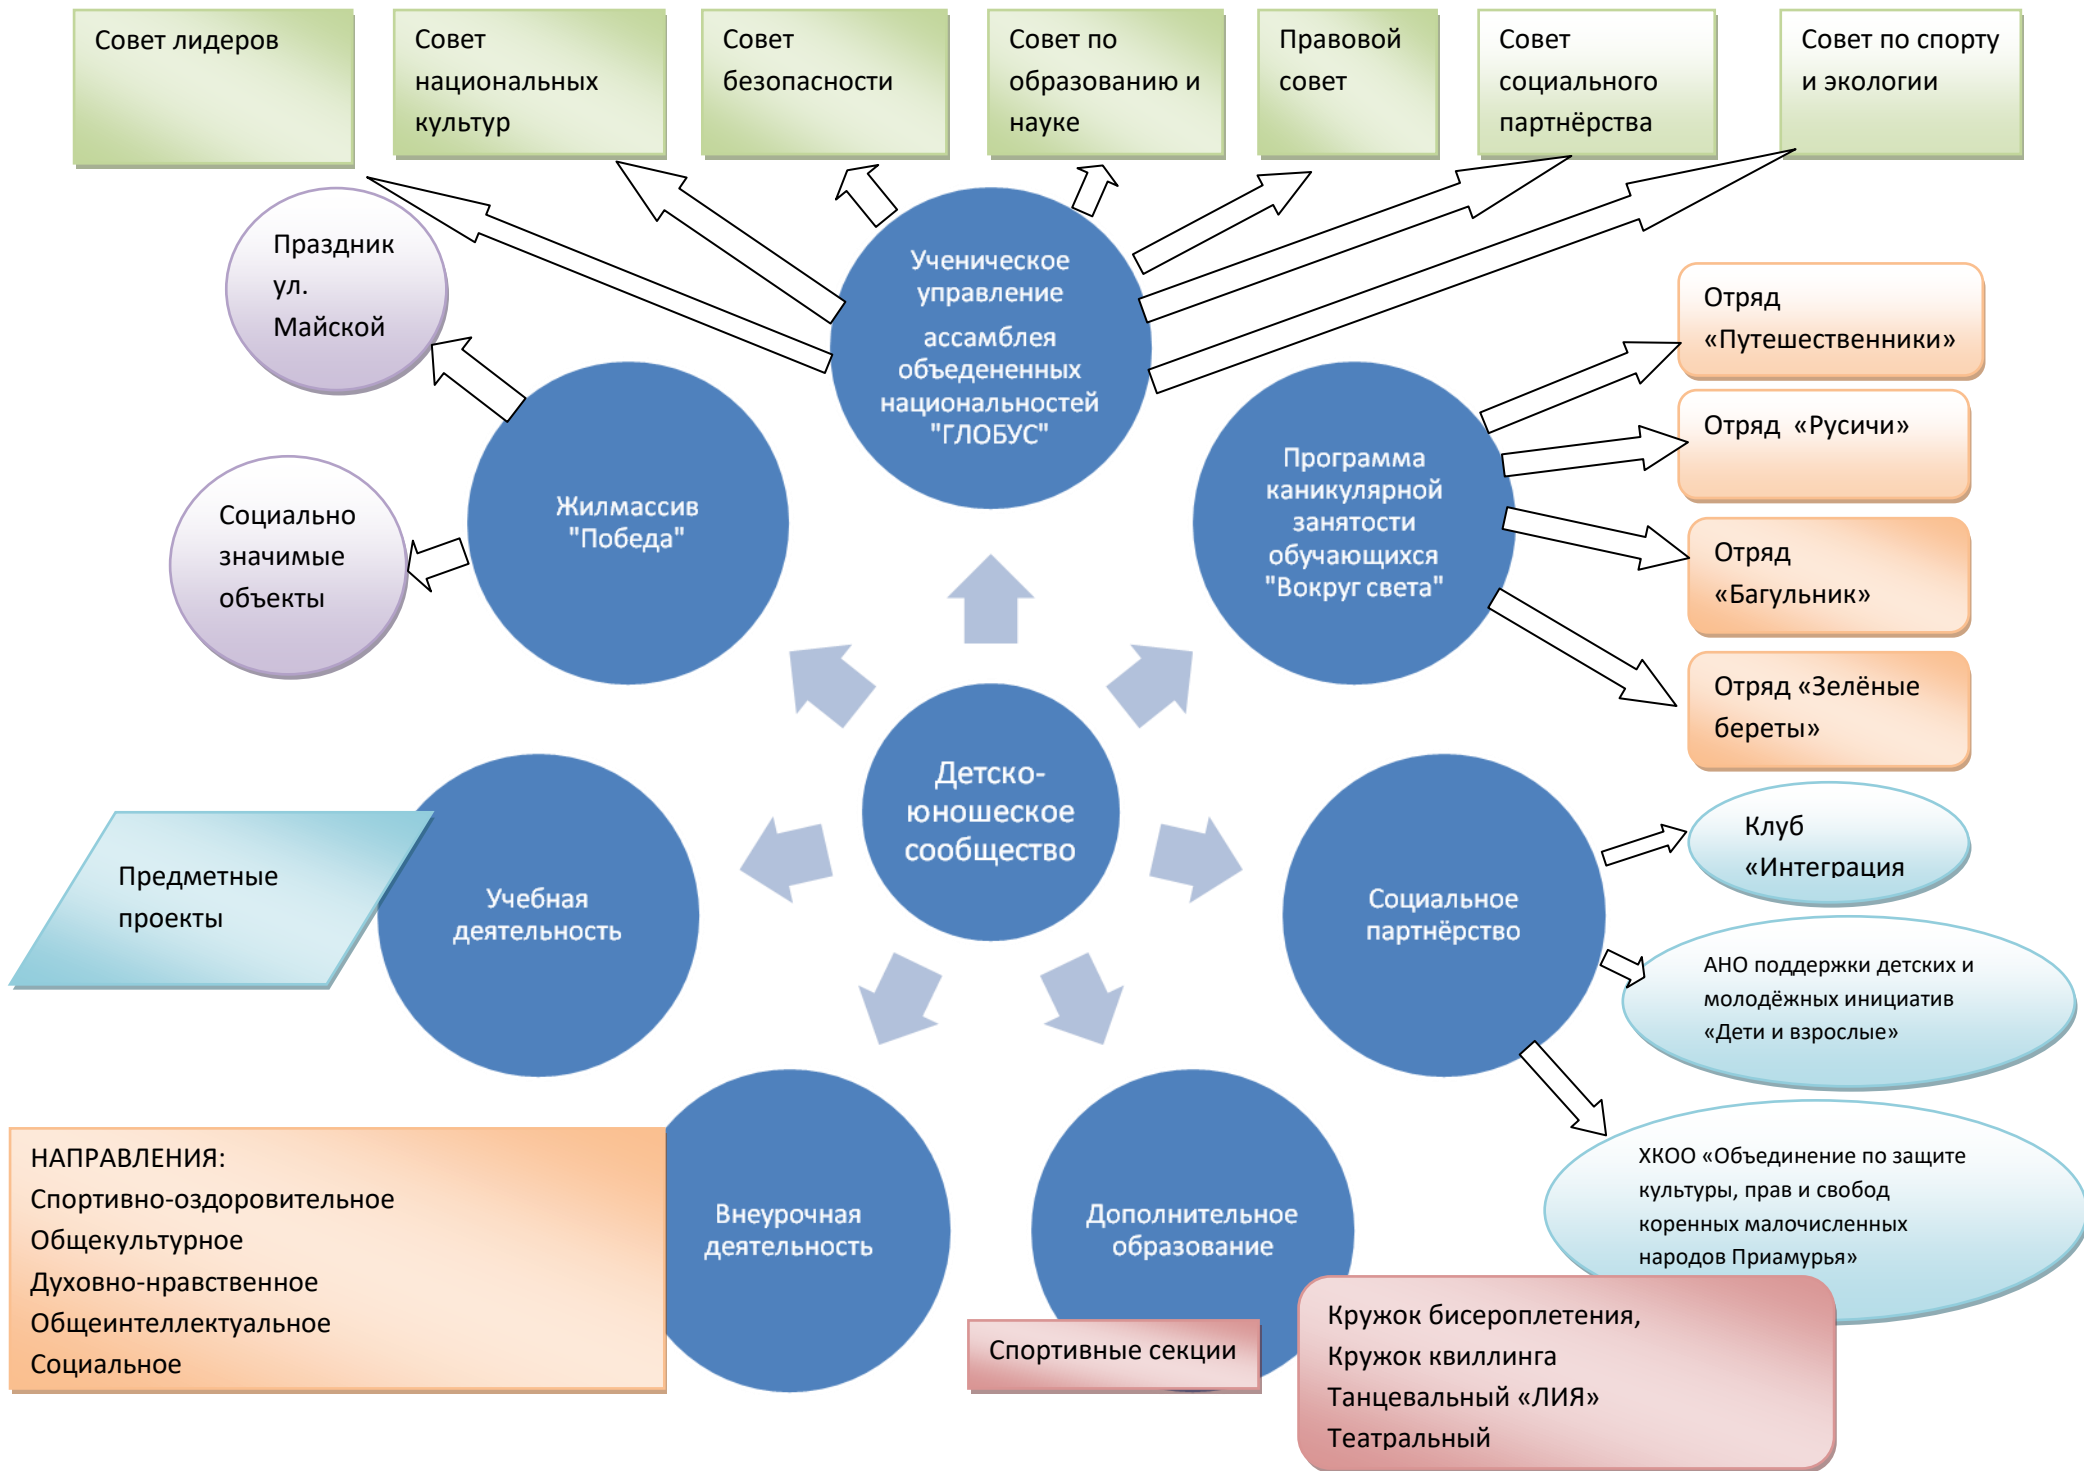 Совет лидеров
Совет
национальных
культур
Совет
безопасности
Совет по
образованию и
науке
Правовой
совет
Совет
социального
партнёрства
Совет по спорту
и экологии
Праздник
ул.
Майской
Ученическое
управление
ассамблея
объедененных
национальностей
"ГЛОБУС"
Отряд
«Путешественники»
Отряд «Русичи»
Отряд
«Багульник»
Отряд «Зелёные
береты»
Программа
каникулярной
занятости
обучающихся
"Вокруг света"
Жилмассив
"Победа"
Социально
значимые
объекты
Детско-
юношеское
сообщество
Предметные
проекты
Учебная
деятельность
Социальное
партнёрство
Клуб
«Интеграция
АНО поддержки детских и
молодёжных инициатив
«Дети и взрослые»
ХКОО «Объединение по защите
культуры, прав и свобод
коренных малочисленных
народов Приамурья»
НАПРАВЛЕНИЯ:
Спортивно-оздоровительное
Общекультурное
Духовно-нравственное
Общеинтеллектуальное
Социальное
Внеурочная
деятельность
Дополнительное
образование
Спортивные секции
Кружок бисероплетения,
Кружок квиллинга
Танцевальный «ЛИЯ»
Театральный